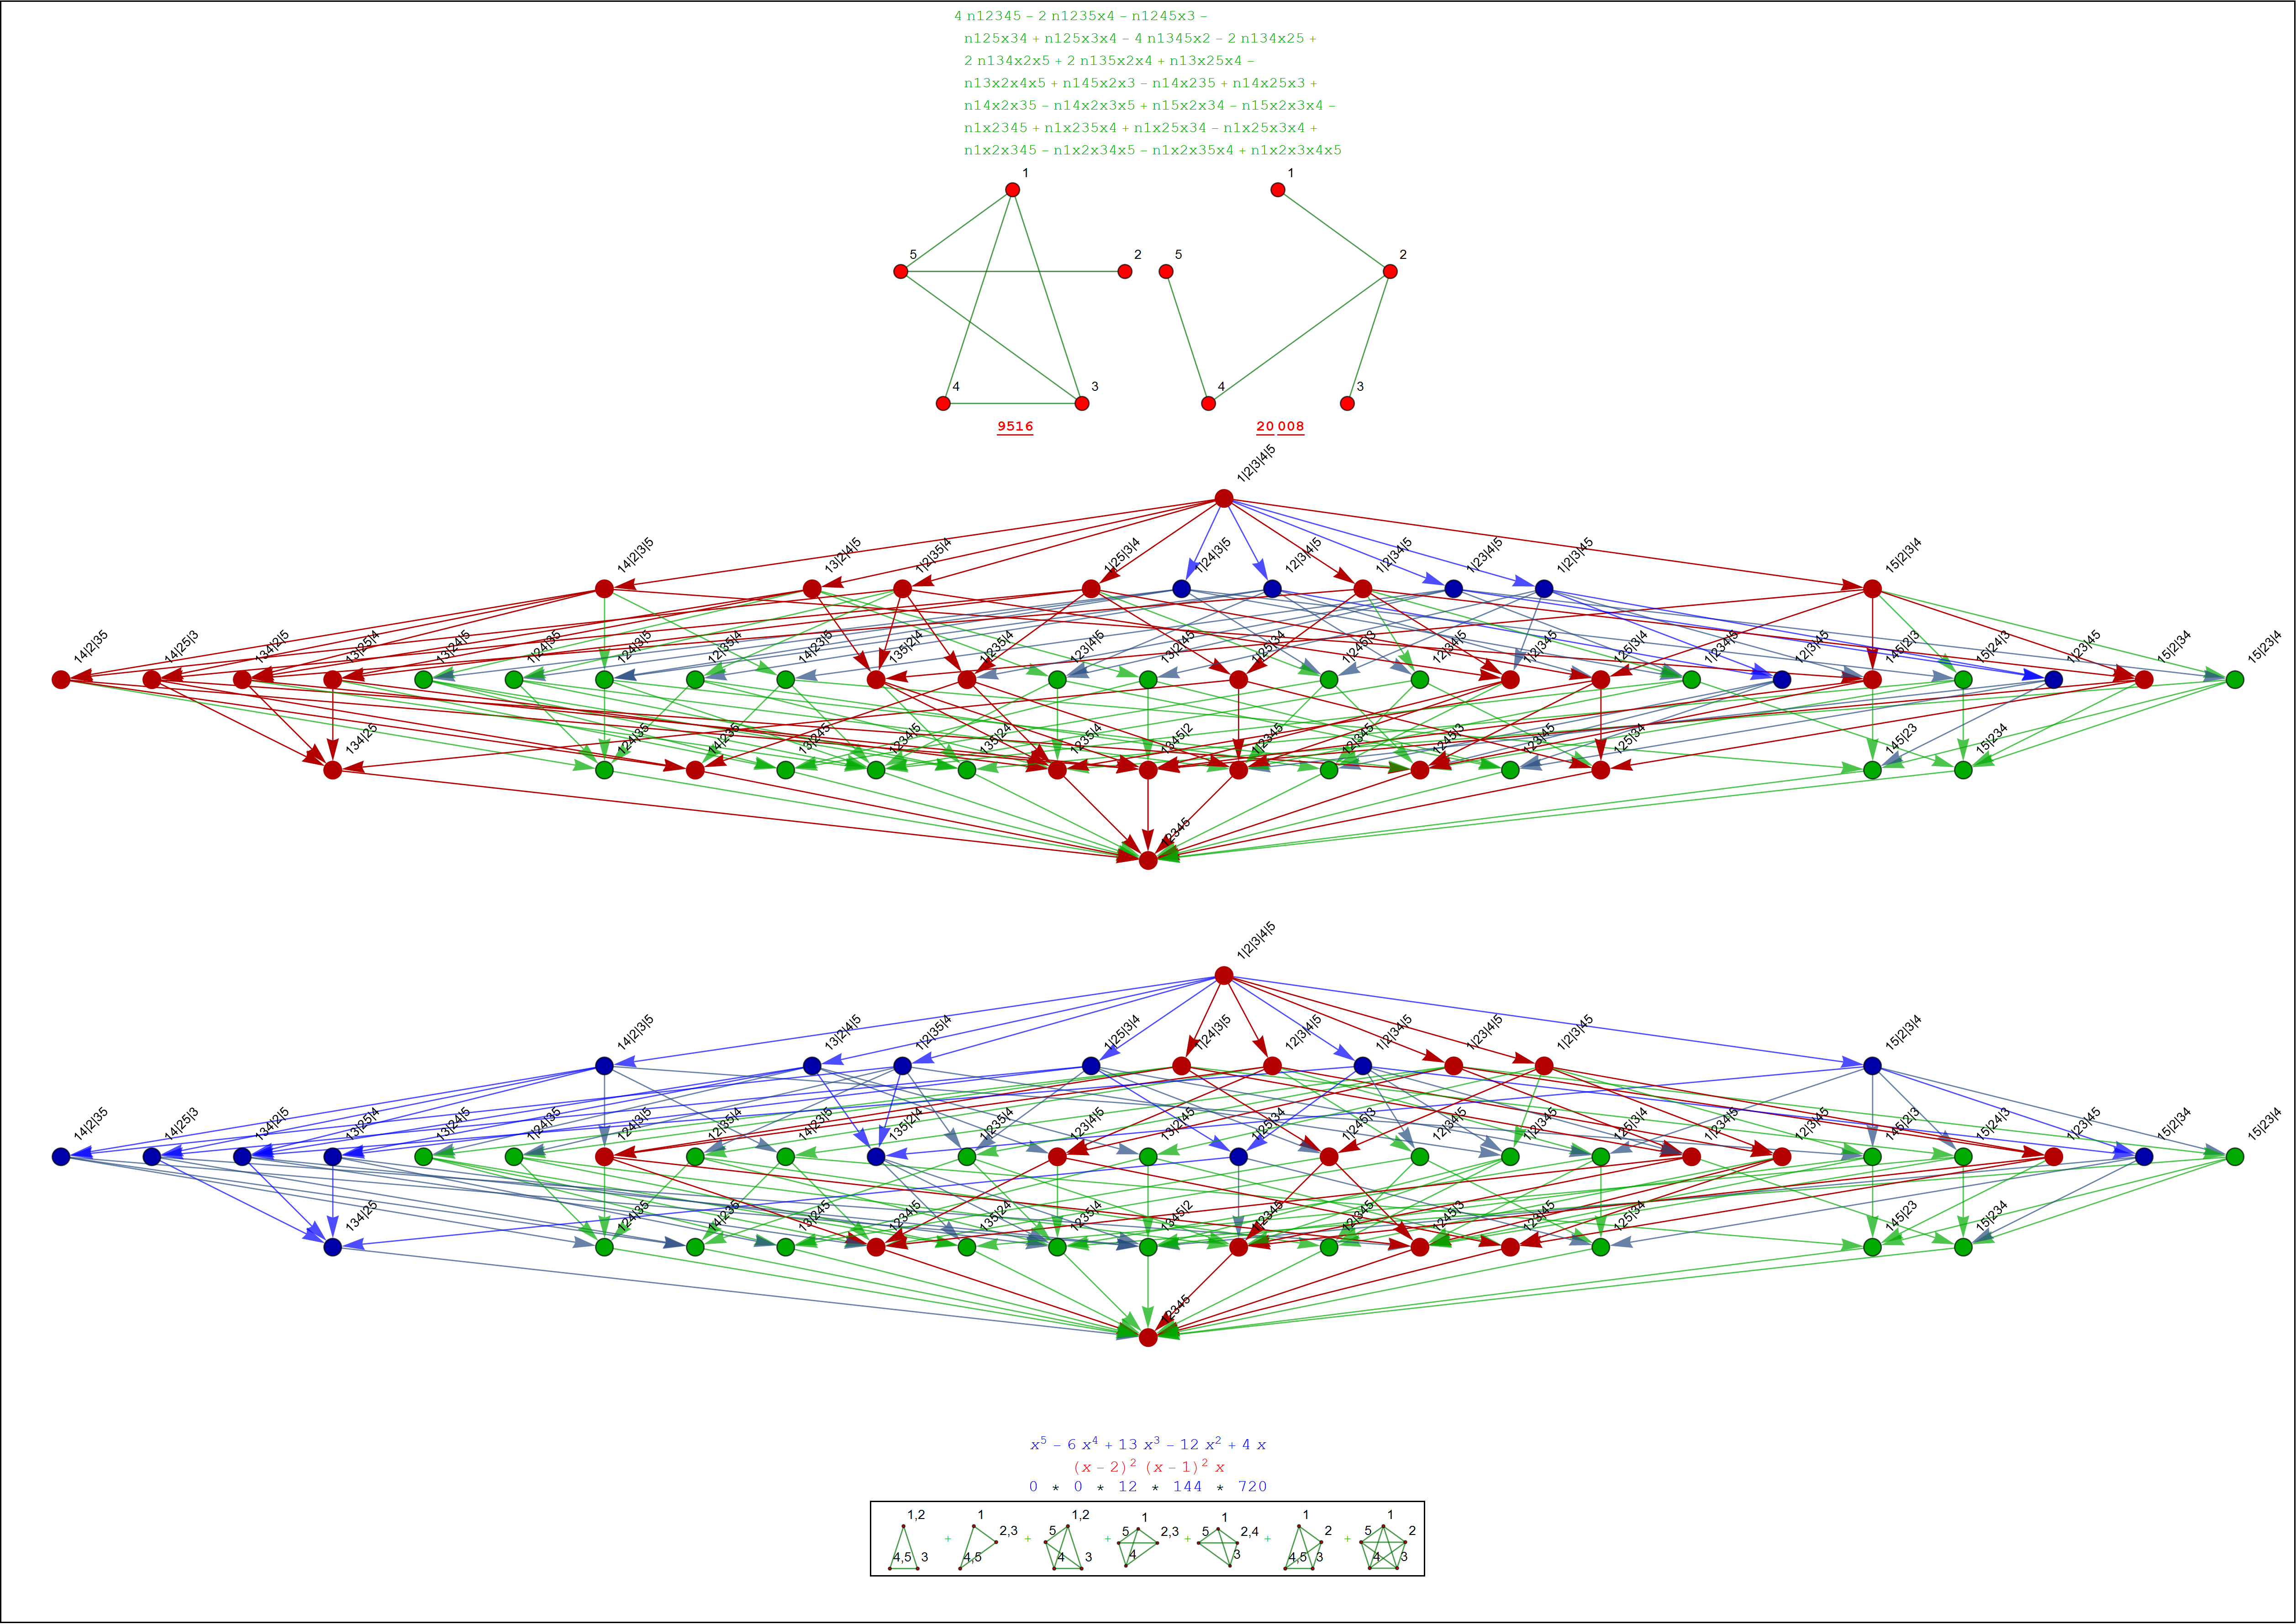 4 n12345 – 2 n1235x4 – n1245x3 –
n125x34 + n125x3x4 – 4 n1345x2 – 2 n134x25 +
2 n134x2x5 + 2 n135x2x4 + n13x25x4 –
n13x2x4x5 + n145x2x3 – n14x235 + n14x25x3 +
n14x2x35 – n14x2x3x5 + n15x2x34 – n15x2x3x4 –
n1x2345 + n1x235x4 + n1x25x34 – n1x25x3x4 +
n1x2x345 – n1x2x34x5 – n1x2x35x4 + n1x2x3x4x5
1 1
5 2 5 2
4 3 4 3
9516 20 008
1|2|3|4|5
14|2|3|5 13|2|4|5 1|2|35|4 1|25|3|4 1|24|3|5 12|3|4|5 1|2|34|5 1|23|4|5 1|2|3|45 15|2|3|4
14|2|35 14|25|3 134|2|5 13|25|4 13|24|5 1|24|35 124|3|5 12|35|4 14|23|5 135|2|4 1|235|4 123|4|5 13|2|45 1|25|34 1|245|3 12|34|5 1|2|345 125|3|4 1|234|5 12|3|45 145|2|3 15|24|3 1|23|45 15|2|34 15|23|4
134|25 124|35 14|235 13|245 1234|5 135|24 1235|4 1345|2 1|2345 12|345 1245|3 123|45 125|34 145|23 15|234
12345
1|2|3|4|5
14|2|3|5 13|2|4|5 1|2|35|4 1|25|3|4 1|24|3|5 12|3|4|5 1|2|34|5 1|23|4|5 1|2|3|45 15|2|3|4
14|2|35 14|25|3 134|2|5 13|25|4 13|24|5 1|24|35 124|3|5 12|35|4 14|23|5 135|2|4 1|235|4 123|4|5 13|2|45 1|25|34 1|245|3 12|34|5 1|2|345 125|3|4 1|234|5 12|3|45 145|2|3 15|24|3 1|23|45 15|2|34 15|23|4
134|25 124|35 14|235 13|245 1234|5 135|24 1235|4 1345|2 1|2345 12|345 1245|3 123|45 125|34 145|23 15|234
12345
x⁵ – 6 x⁴ + 13 x³ – 12 x² + 4 x
(x – 2)² (x – 1)² x
0 * 0 * 12 * 144 * 720
1,2 4,5 3 + 1 2,3 4,5 + 1,2 5 4 3 + 1 5 2,3 4 + 1 5 2,4 3 + 1 2 4,5 3 + 1 5 2 4 3